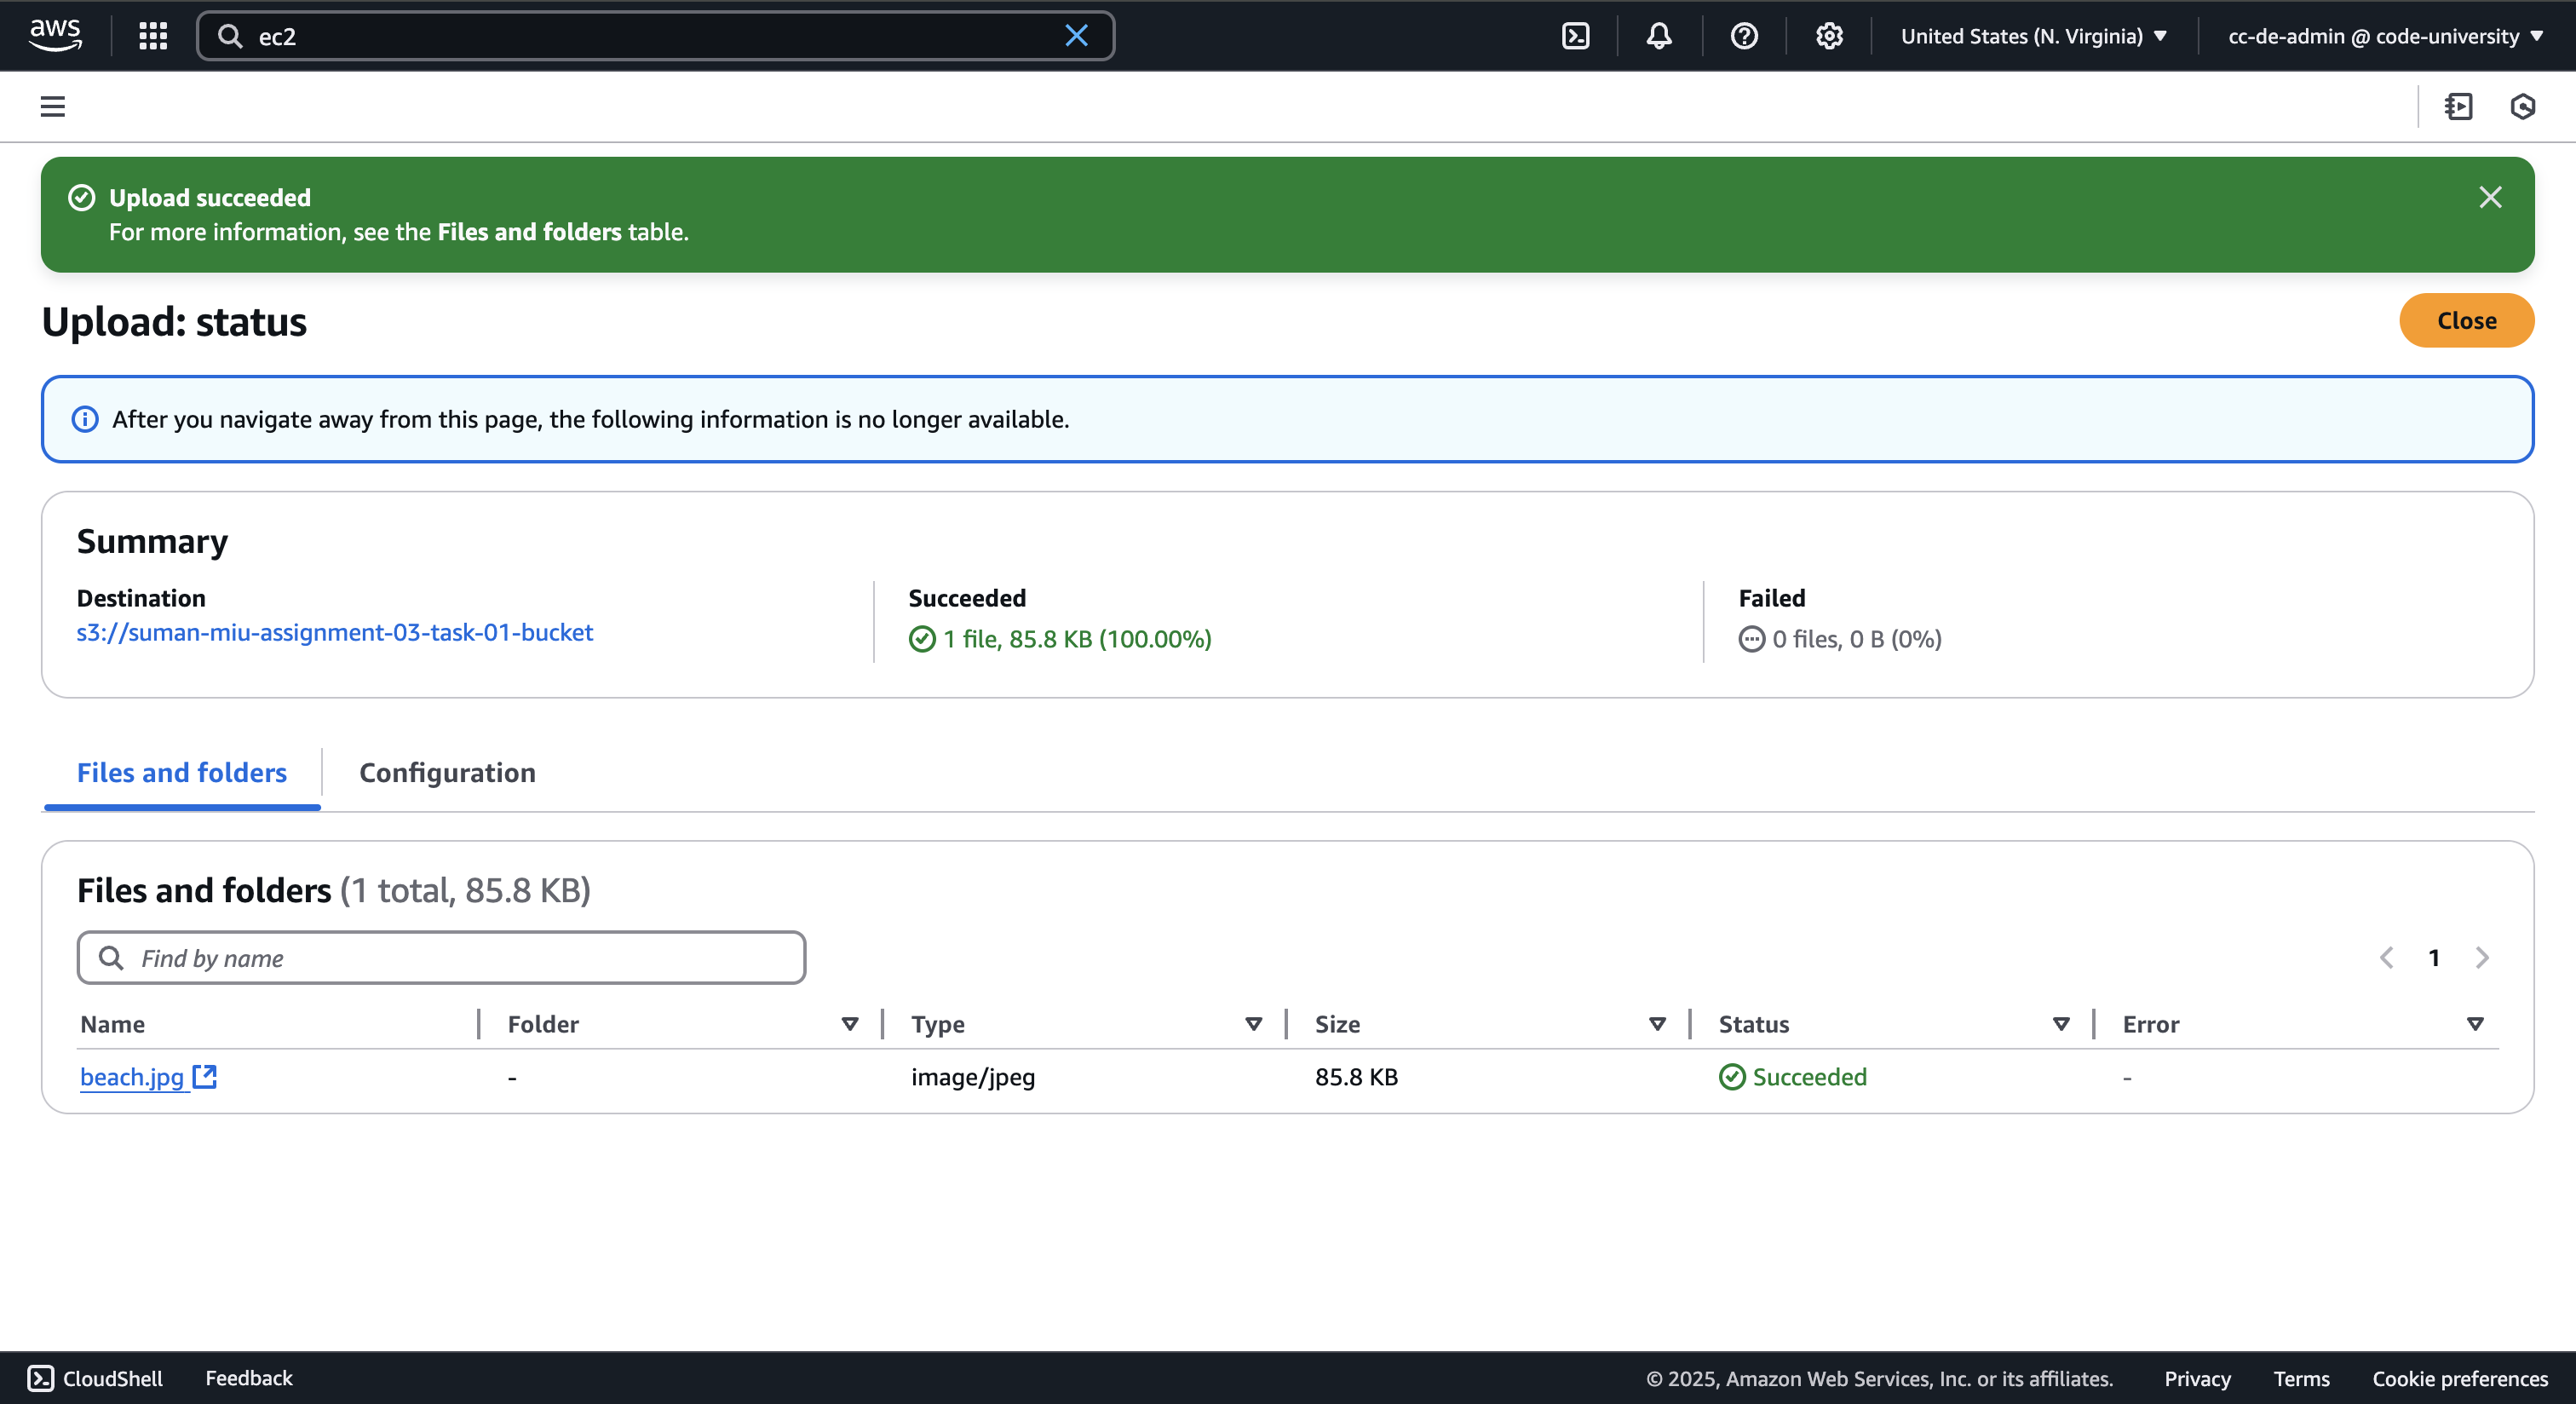 aws
ec2
United States (N. Virginia)
cc-de-admin @ code-university
Upload succeeded
For more information, see the Files and folders table.
Upload: status
Close
After you navigate away from this page, the following information is no longer available.
Summary
Destination
s3://suman-miu-assignment-03-task-01-bucket
Succeeded
1 file, 85.8 KB (100.00%)
Failed
0 files, 0 B (0%)
Files and folders
Configuration
Files and folders (1 total, 85.8 KB)
Find by name
1
Name Folder Type Size Status Error
beach.jpg - image/jpeg 85.8 KB Succeeded -
CloudShell Feedback © 2025, Amazon Web Services, Inc. or its affiliates. Privacy Terms Cookie preferences